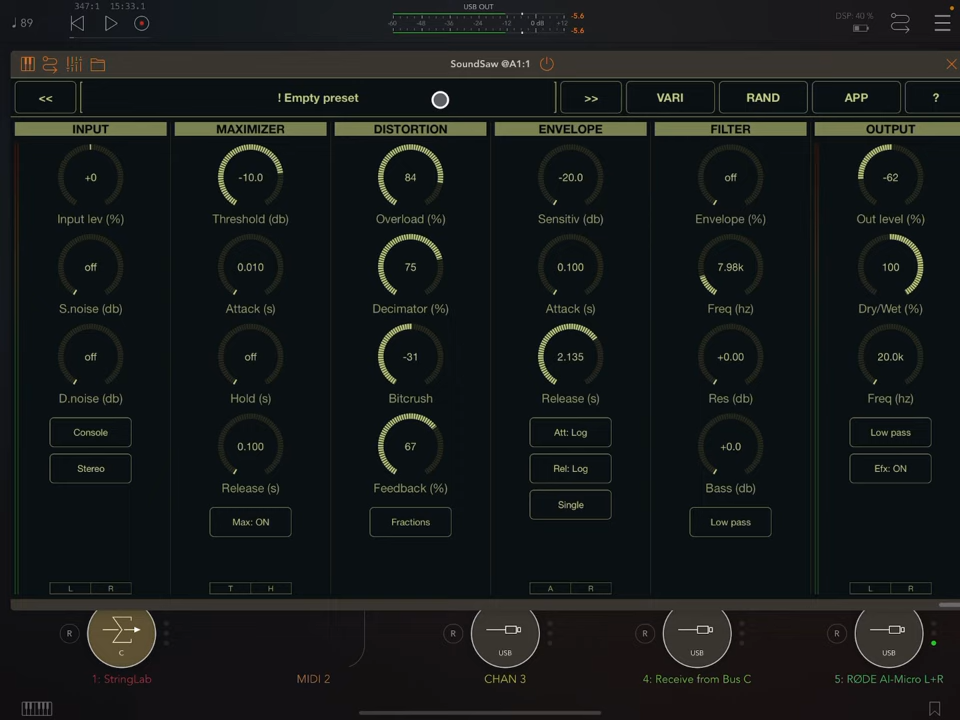 347:1 15:33.1
USB OUT
♩89
-60 -48 -36 -24 -12 0 dB +12
-5.6
-5.6
DSP: 40 %
SoundSaw @A1:1
<< ! Empty preset >> VARI RAND APP ?
INPUT MAXIMIZER DISTORTION ENVELOPE FILTER OUTPUT
+0 -10.0 84 -20.0 off -62
Input lev (%) Threshold (db) Overload (%) Sensitiv (db) Envelope (%) Out level (%)
off 0.010 75 0.100 7.98k 100
S.noise (db) Attack (s) Decimator (%) Attack (s) Freq (hz) Dry/Wet (%)
off off -31 2.135 +0.00 20.0k
D.noise (db) Hold (s) Bitcrush Release (s) Res (db) Freq (hz)
Console 0.100 67 Att: Log +0.0 Low pass
Stereo Rel: Log Efx: ON
Release (s) Feedback (%) Single Bass (db)
Max: ON Fractions Low pass
L R T H A R L R
R C R USB R USB R USB
1: StringLab MIDI 2 CHAN 3 4: Receive from Bus C 5: RØDE AI-Micro L+R